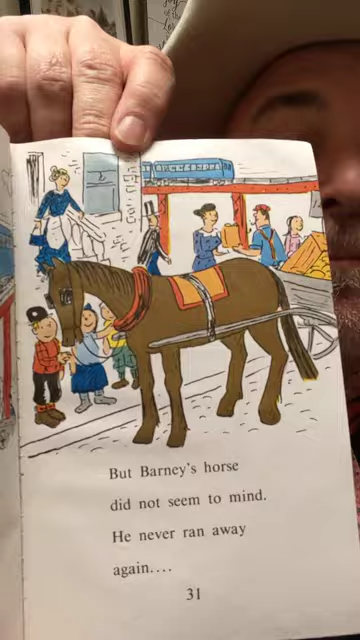 But Barney's horse
did not seem to mind.
He never ran away
again....
31